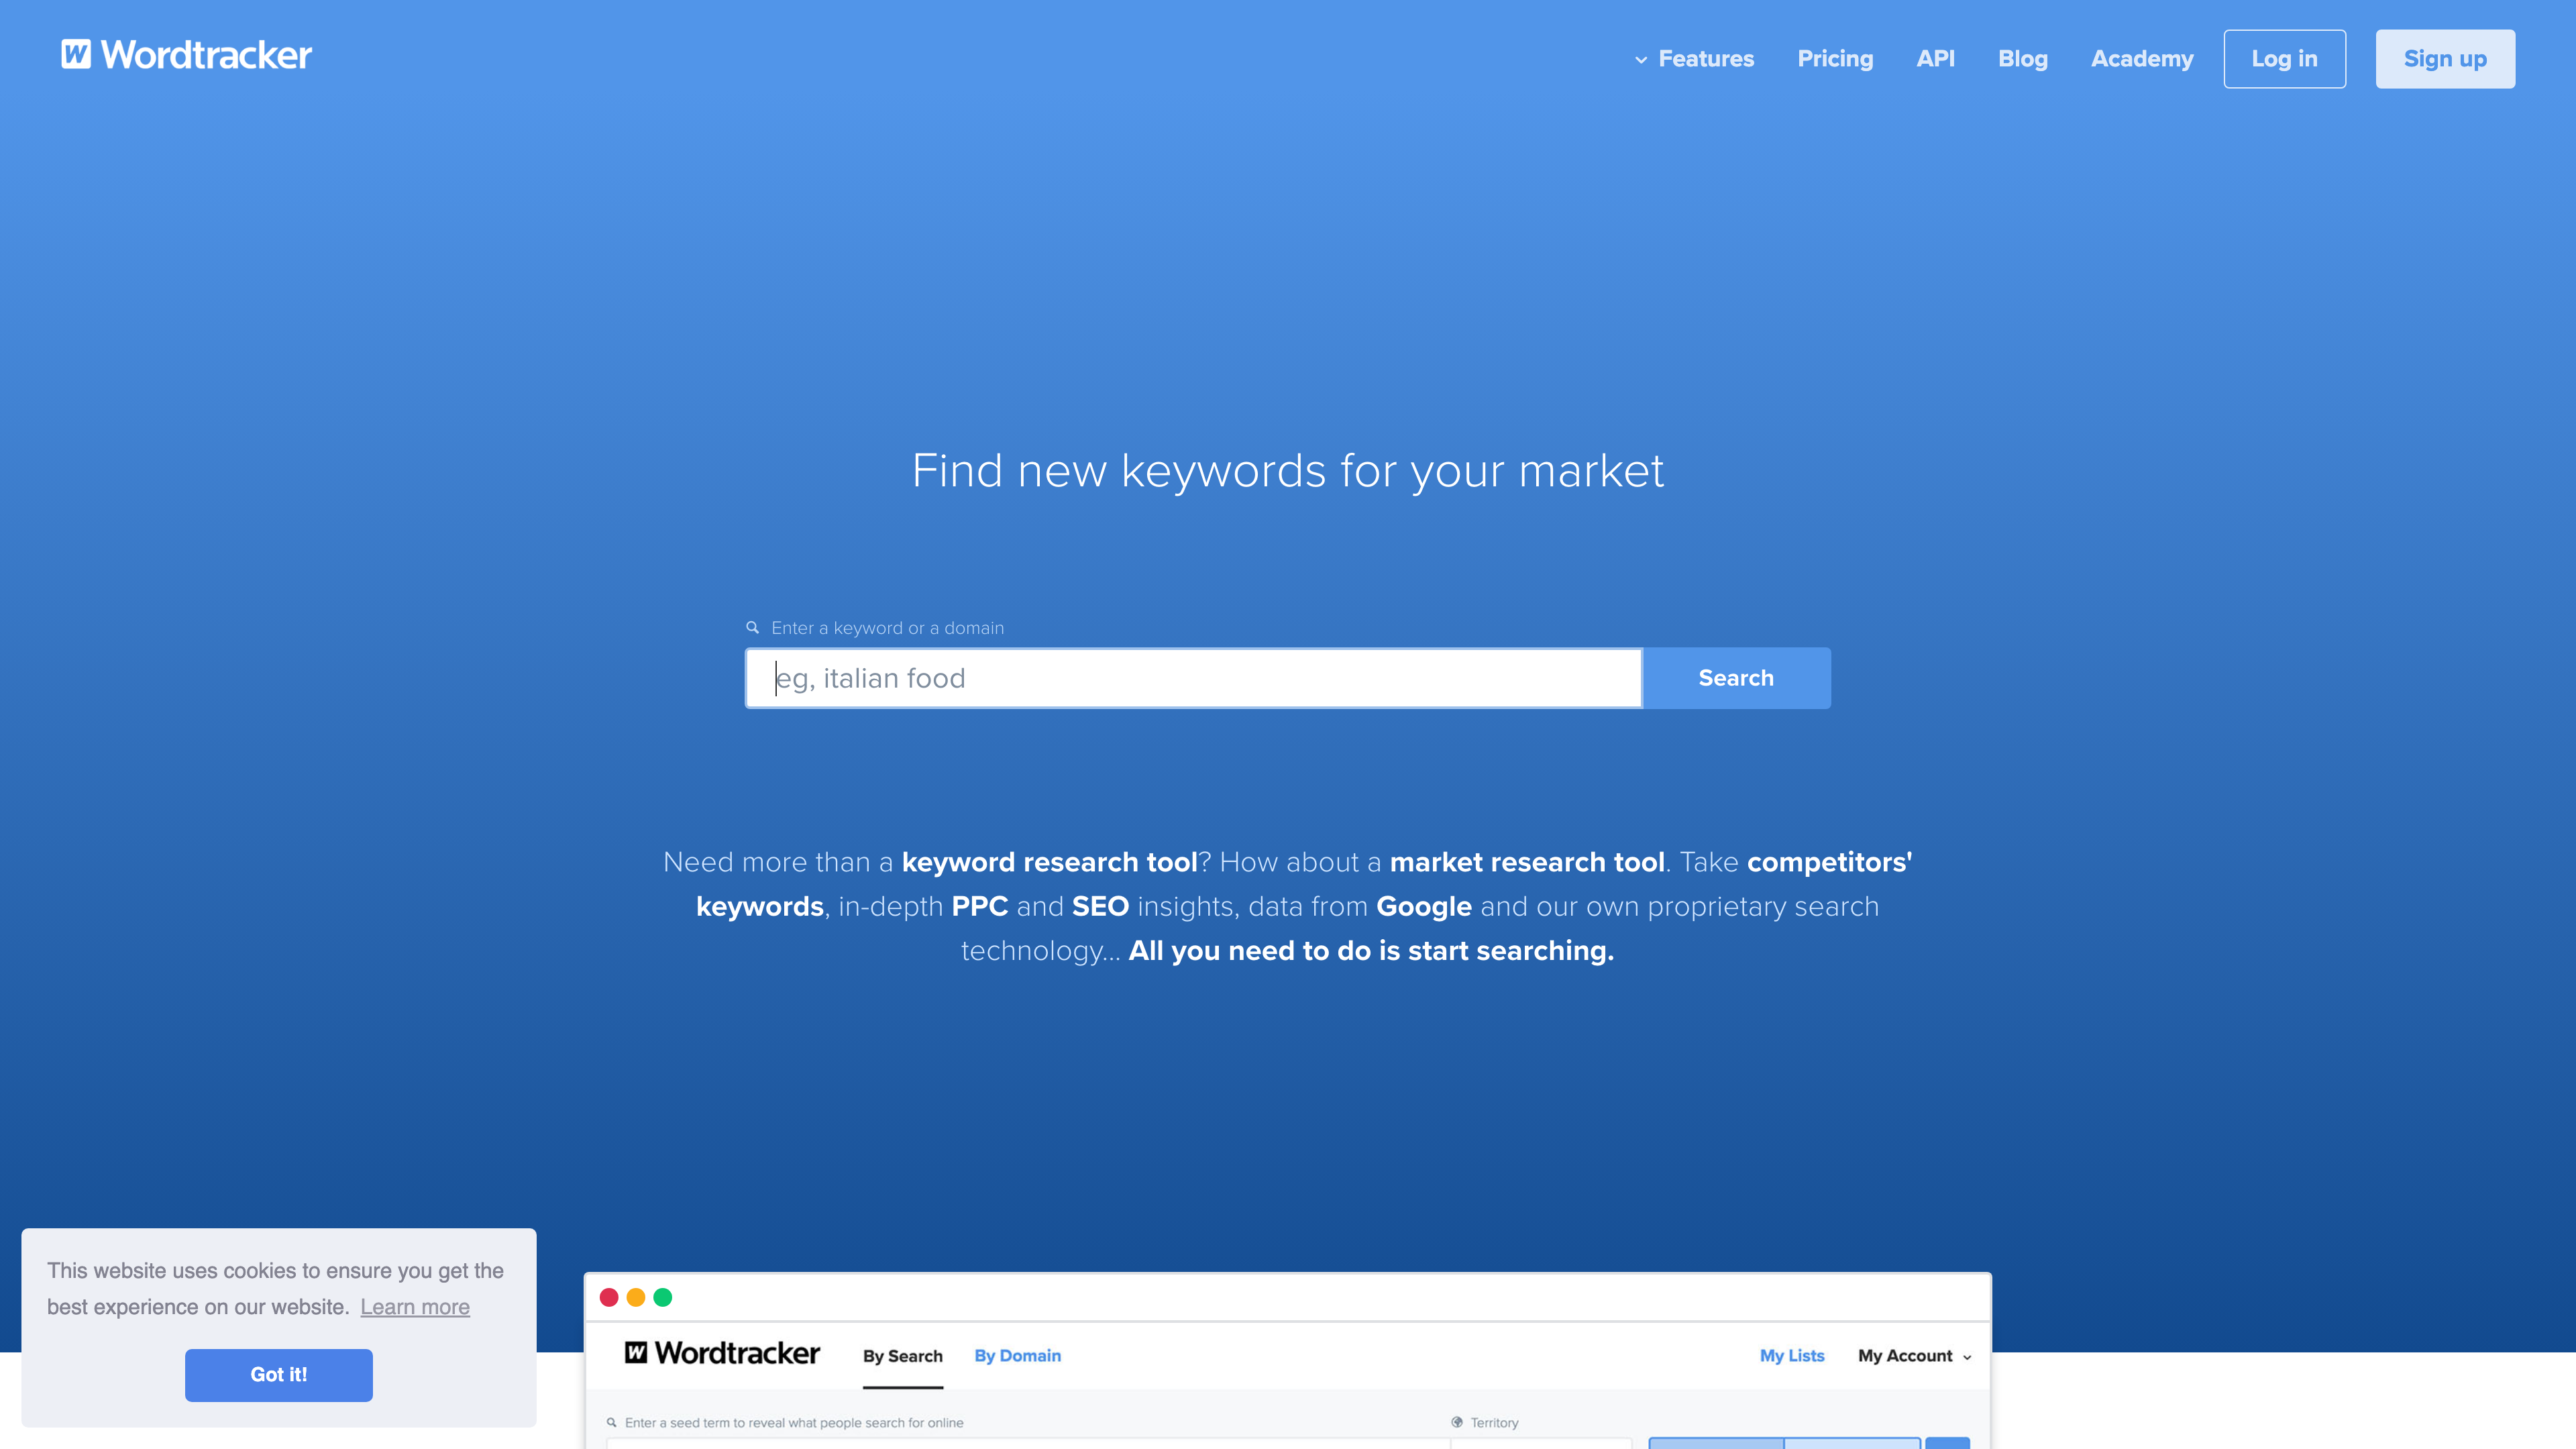 Wordtracker
Features Pricing API Blog Academy Log in Sign up
Find new keywords for your market
Enter a keyword or a domain
eg, italian food
Search
Need more than a keyword research tool? How about a market research tool. Take competitors'
keywords, in-depth PPC and SEO insights, data from Google and our own proprietary search
technology... All you need to do is start searching.
This website uses cookies to ensure you get the
best experience on our website. Learn more
Got it!
Wordtracker By Search By Domain My Lists My Account
Enter a seed term to reveal what people search for online Territory